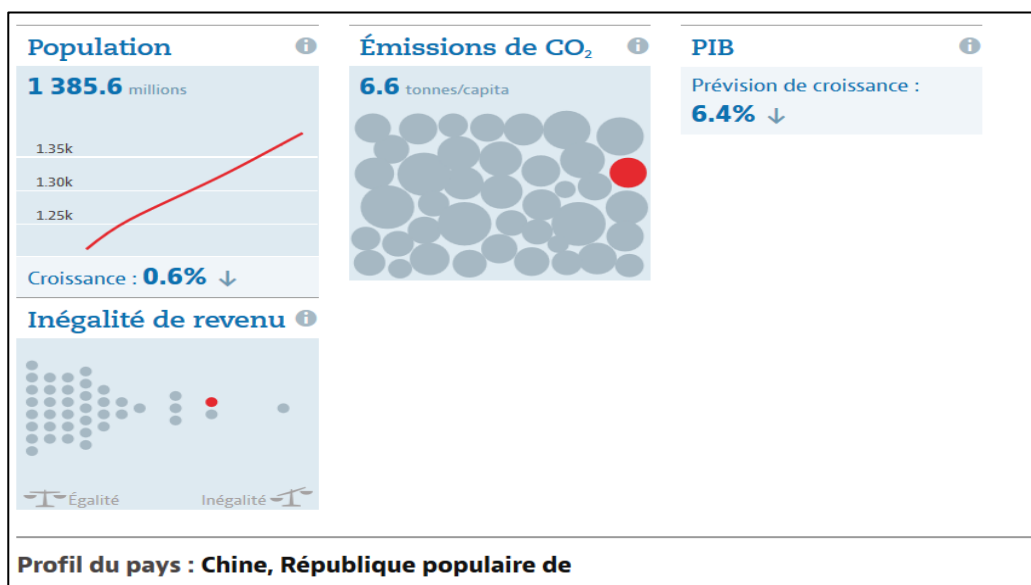 Population
1 385.6 millions
1.35k
1.30k
1.25k
Croissance : 0.6% ↓
Émissions de CO₂
6.6 tonnes/capita
PIB
Prévision de croissance :
6.4% ↓
Inégalité de revenu
Égalité
Inégalité
Profil du pays : Chine, République populaire de